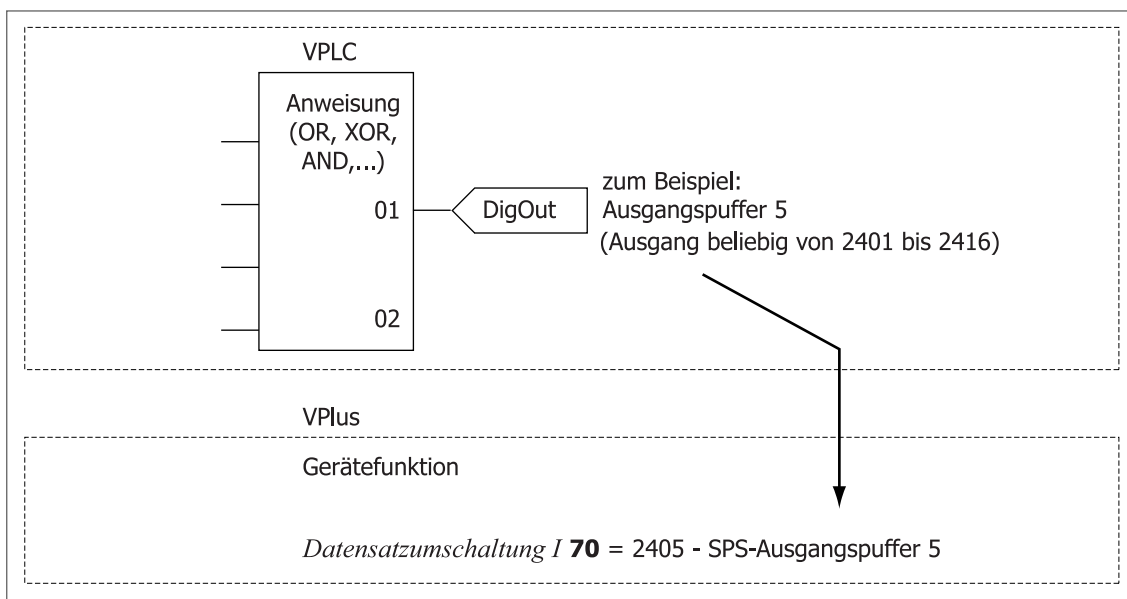 VPLC
Anweisung
(OR, XOR,
AND,...)
01
02
DigOut
zum Beispiel:
Ausgangspuffer 5
(Ausgang beliebig von 2401 bis 2416)
VPlus
Gerätefunktion
Datensatzumschaltung I 70 = 2405 - SPS-Ausgangspuffer 5